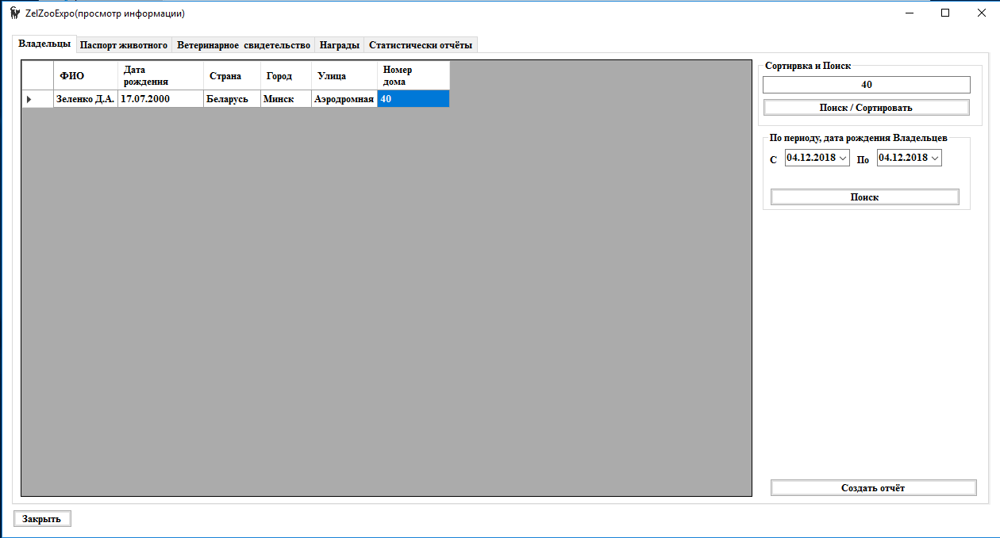 ZelZooExpo(просмотр информации)
Владельцы Паспорт животного Ветеринарное свидетельство Награды Статистически отчёты
ФИО Дата рождения Страна Город Улица Номер дома
Зеленко Д.А. 17.07.2000 Беларусь Минск Аэродромная 40
Сортирвка и Поиск
40
Поиск / Сортировать
По периоду, дата рождения Владельцев
С 04.12.2018 По 04.12.2018
Поиск
Создать отчёт
Закрыть